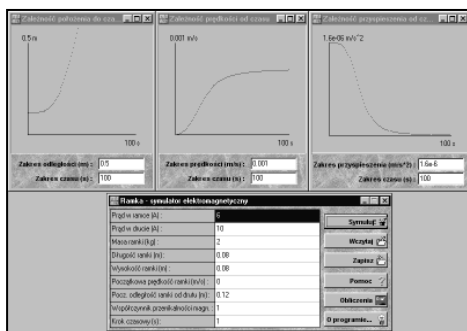 Zależność położenia do cza...
0.5 m
100 s
Zakres odległości (m) : 0.5
Zakres czasu (s) : 100
Zależność prędkości od czasu
0.001 m/s
100 s
Zakres prędkości (m/s) : 0.001
Zakres czasu (s) : 100
Zależność przyspieszenia od cz...
1.6e-06 m/s^2
100 s
Zakres przyspieszenia (m/s^2) : 1.6e-6
Zakres czasu (s) : 100
Ramka - symulator elektromagnetyczny
Prąd w ramce (A) : 6
Prąd w drucie (A) : 10
Masa ramki (kg) : 2
Długość ramki (m) : 0.08
Wysokość ramki (m) : 0.08
Początkowa prędkość ramki (m/s) : 0
Pocz. odległość ramki od drutu (m) : 0.12
Współczynnik przenikalności magn. : 1
Krok czasowy (s) : 1
Symuluj
Wczytaj
Zapisz
Pomoc
Obliczenia
O programie...